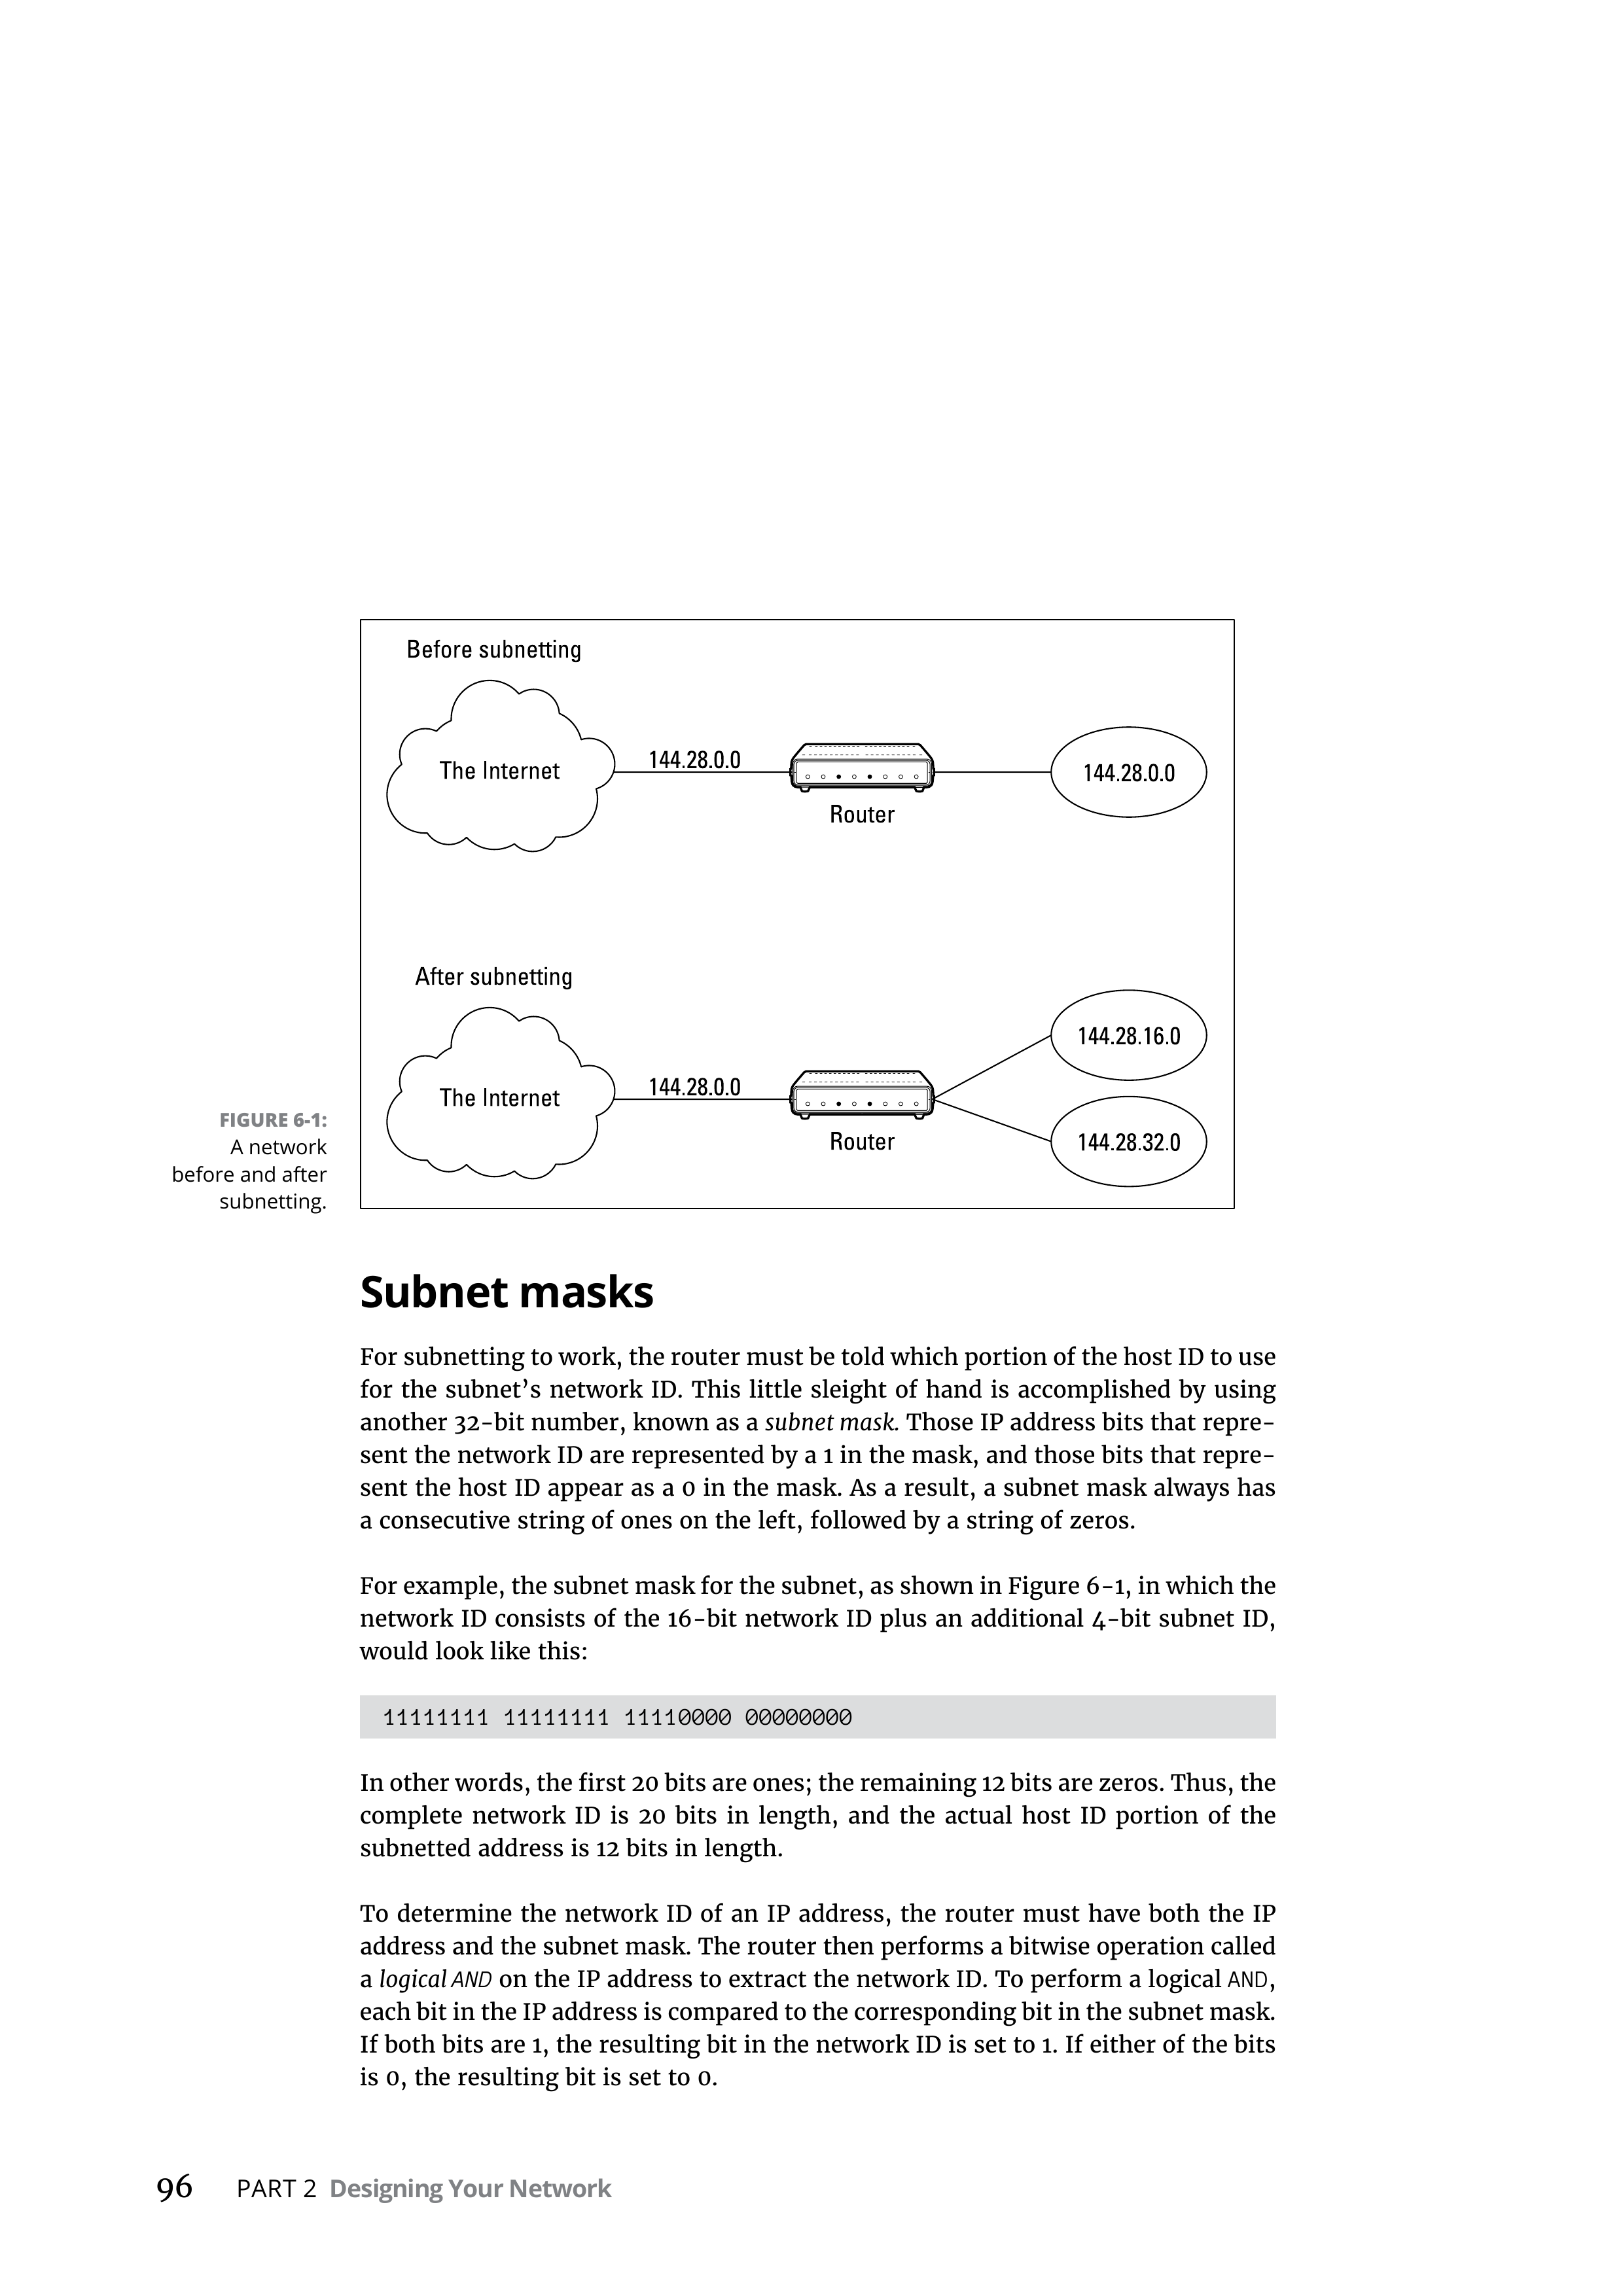 Before subnetting
The Internet
144.28.0.0
Router
144.28.0.0
After subnetting
The Internet
144.28.0.0
Router
144.28.16.0
144.28.32.0
FIGURE 6-1:
A network
before and after
subnetting.
Subnet masks
For subnetting to work, the router must be told which portion of the host ID to use
for the subnet’s network ID. This little sleight of hand is accomplished by using
another 32-bit number, known as a subnet mask. Those IP address bits that repre-
sent the network ID are represented by a 1 in the mask, and those bits that repre-
sent the host ID appear as a 0 in the mask. As a result, a subnet mask always has
a consecutive string of ones on the left, followed by a string of zeros.
For example, the subnet mask for the subnet, as shown in Figure 6-1, in which the
network ID consists of the 16-bit network ID plus an additional 4-bit subnet ID,
would look like this:
11111111 11111111 11110000 00000000
In other words, the first 20 bits are ones; the remaining 12 bits are zeros. Thus, the
complete network ID is 20 bits in length, and the actual host ID portion of the
subnetted address is 12 bits in length.
To determine the network ID of an IP address, the router must have both the IP
address and the subnet mask. The router then performs a bitwise operation called
a logical AND on the IP address to extract the network ID. To perform a logical AND,
each bit in the IP address is compared to the corresponding bit in the subnet mask.
If both bits are 1, the resulting bit in the network ID is set to 1. If either of the bits
is 0, the resulting bit is set to 0.
96 PART 2 Designing Your Network